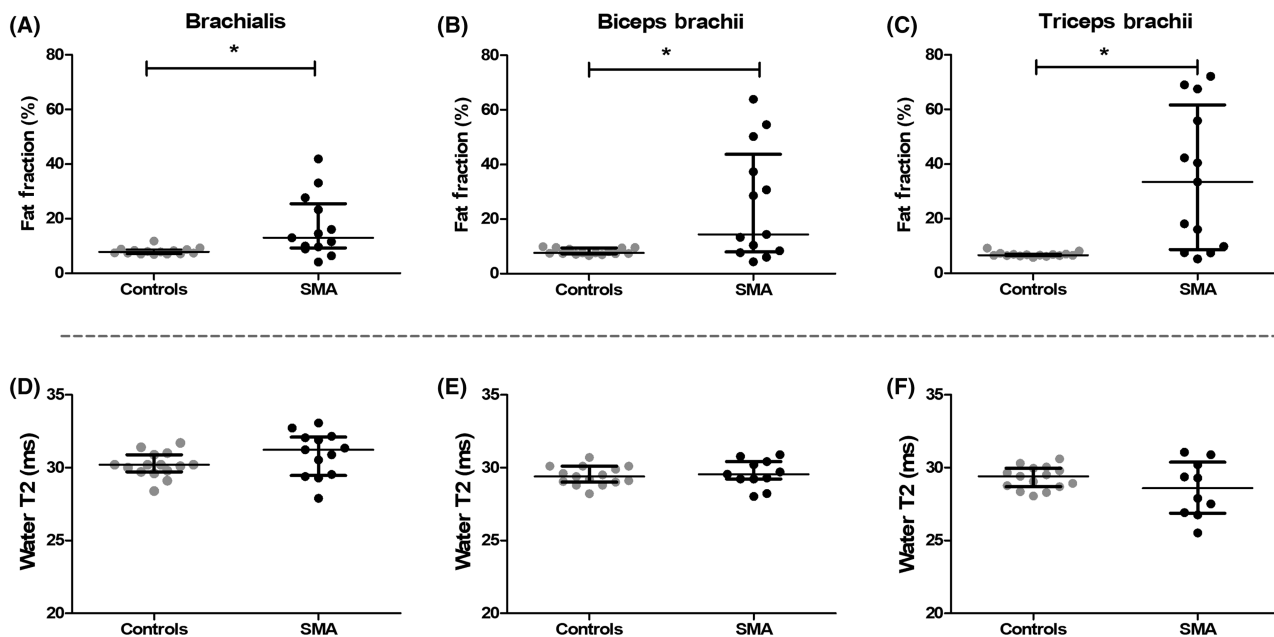 (A) Brachialis
*
80
60
40
20
0
Fat fraction (%)
Controls SMA
(B) Biceps brachii
*
80
60
40
20
0
Fat fraction (%)
Controls SMA
(C) Triceps brachii
*
80
60
40
20
0
Fat fraction (%)
Controls SMA
(D)
35
30
25
20
Water T2 (ms)
Controls SMA
(E)
35
30
25
20
Water T2 (ms)
Controls SMA
(F)
35
30
25
20
Water T2 (ms)
Controls SMA